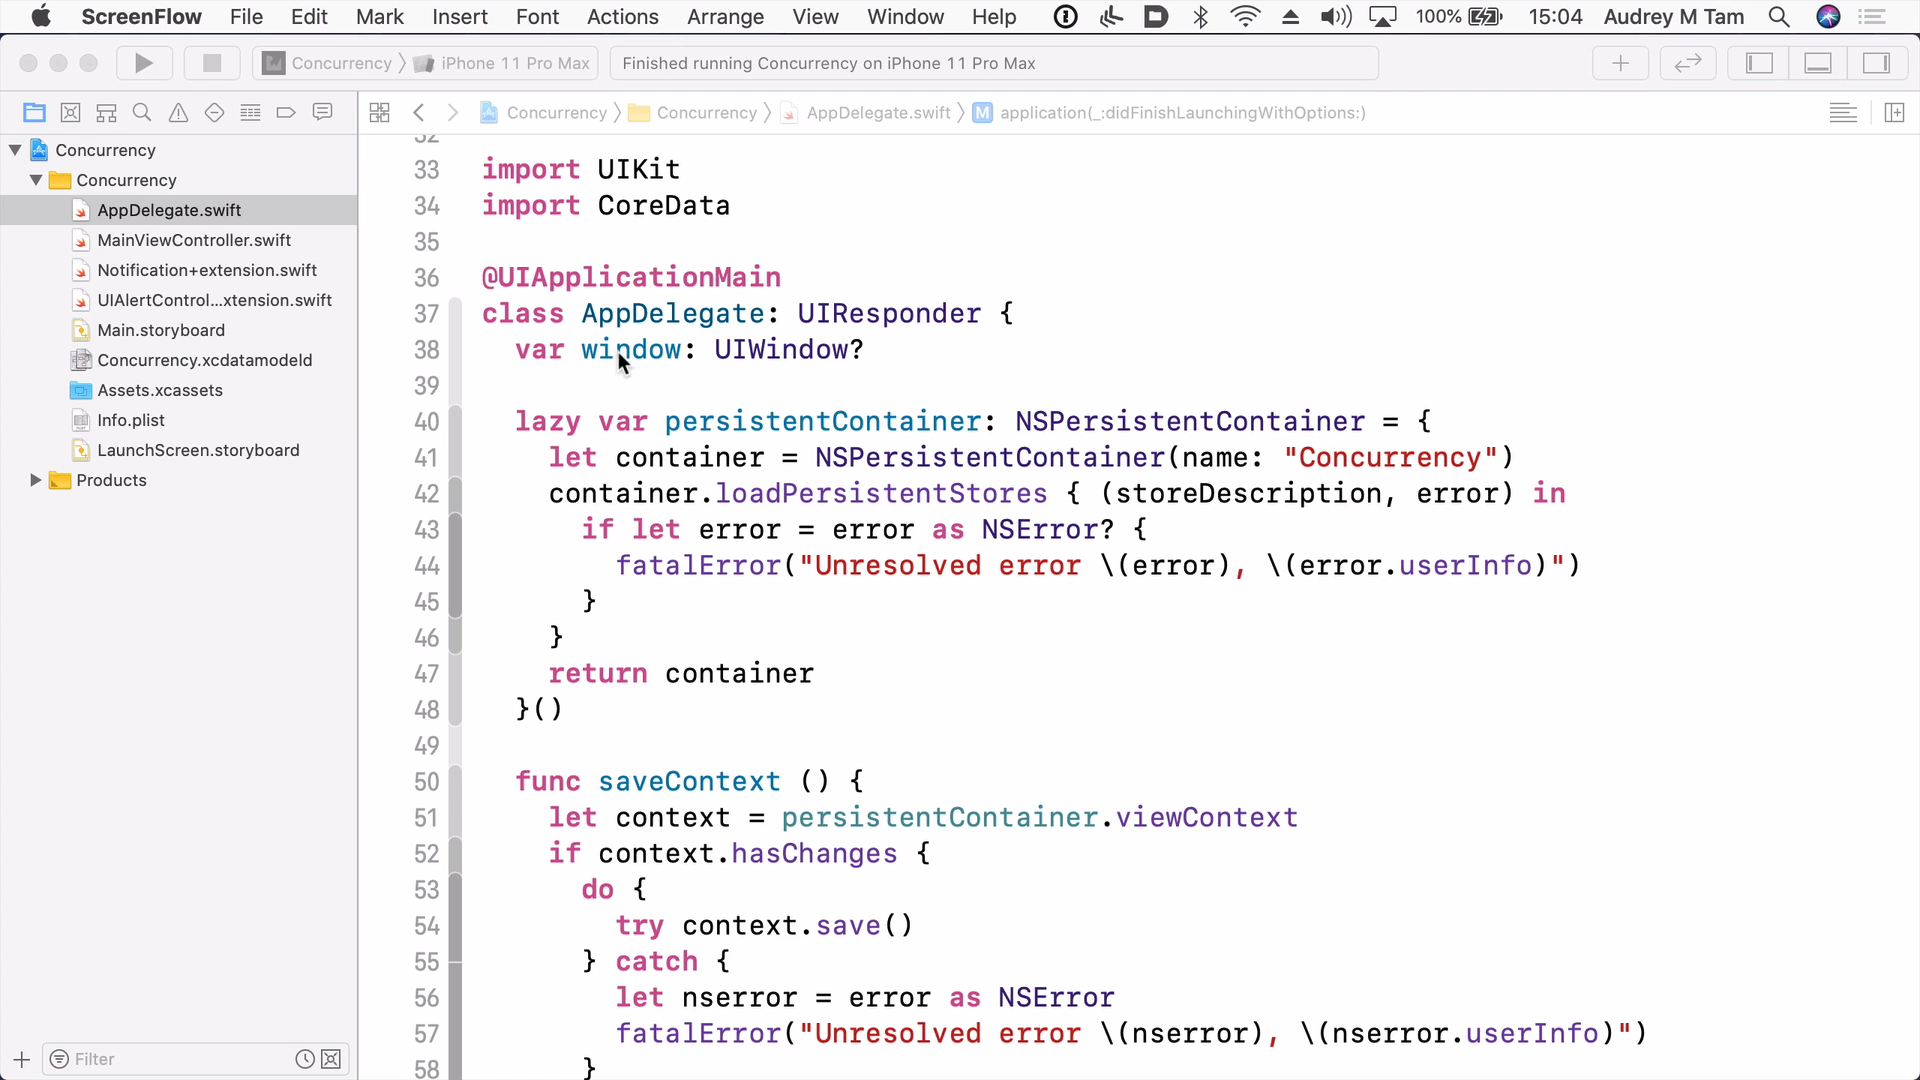 ScreenFlow File Edit Mark Insert Font Actions Arrange View Window Help 100% 15:04 Audrey M Tam
Concurrency iPhone 11 Pro Max Finished running Concurrency on iPhone 11 Pro Max
Concurrency Concurrency AppDelegate.swift M application(_:didFinishLaunchingWithOptions:)
Concurrency
Concurrency
AppDelegate.swift
MainViewController.swift
Notification+extension.swift
UIAlertControl...xtension.swift
Main.storyboard
Concurrency.xcdatamodeld
Assets.xcassets
Info.plist
LaunchScreen.storyboard
Products
Filter
32
33 import UIKit
34 import CoreData
35
36 @UIApplicationMain
37 class AppDelegate: UIResponder {
38 var window: UIWindow?
39
40 lazy var persistentContainer: NSPersistentContainer = {
41 let container = NSPersistentContainer(name: "Concurrency")
42 container.loadPersistentStores { (storeDescription, error) in
43 if let error = error as NSError? {
44 fatalError("Unresolved error \(error), \(error.userInfo)")
45 }
46 }
47 return container
48 }()
49
50 func saveContext () {
51 let context = persistentContainer.viewContext
52 if context.hasChanges {
53 do {
54 try context.save()
55 } catch {
56 let nserror = error as NSError
57 fatalError("Unresolved error \(nserror), \(nserror.userInfo)")
58 }